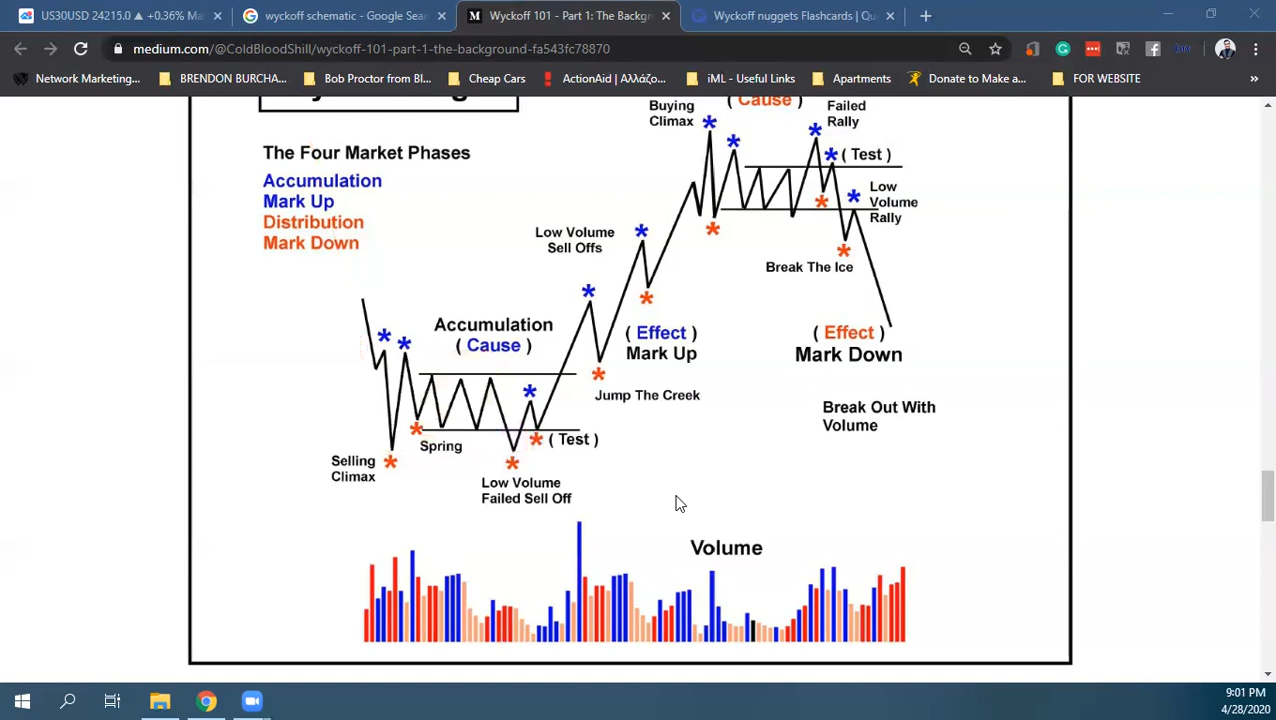 US30USD 24215.0 ▲ +0.36% Ma
wyckoff schematic - Google Sear
Wyckoff 101 - Part 1: The Backgr
Wyckoff nuggets Flashcards | Qu
medium.com/@ColdBloodShill/wyckoff-101-part-1-the-background-fa543fc78870
Network Marketing...
BRENDON BURCHA...
Bob Proctor from Bl...
Cheap Cars
ActionAid | Αλλάζο...
iML - Useful Links
Apartments
Donate to Make a...
FOR WEBSITE
»
Buying
Climax
( Cause )
Failed
Rally
The Four Market Phases
Accumulation
Mark Up
Distribution
Mark Down
( Test )
Low
Volume
Rally
Low Volume
Sell Offs
Break The Ice
Accumulation
( Cause )
( Effect )
Mark Up
( Effect )
Mark Down
Jump The Creek
Break Out With
Volume
Spring
( Test )
Selling
Climax
Low Volume
Failed Sell Off
Volume
9:01 PM
4/28/2020